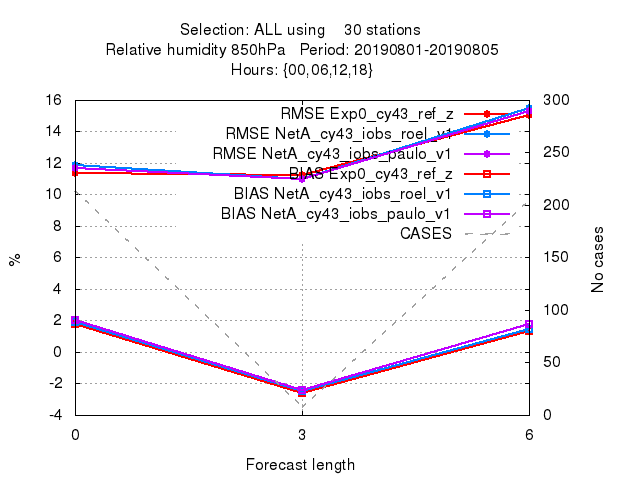 Selection: ALL using 30 stations
Relative humidity 850hPa Period: 20190801-20190805
Hours: {00,06,12,18}
RMSE Exp0_cy43_ref_z
RMSE NetA_cy43_iobs_roel_v1
RMSE NetA_cy43_iobs_paulo_v1
BIAS Exp0_cy43_ref_z
BIAS NetA_cy43_iobs_roel_v1
BIAS NetA_cy43_iobs_paulo_v1
CASES
16
14
12
10
8
6
4
2
0
-2
-4
%
300
250
200
150
100
50
0
No cases
0 3 6
Forecast length